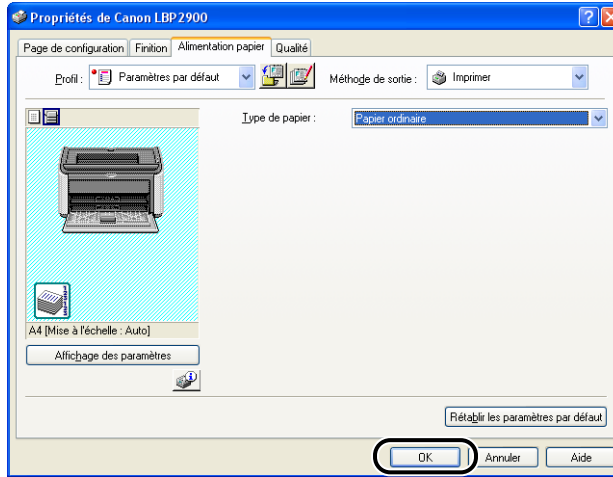 Propriétés de Canon LBP2900
Page de configuration Finition Alimentation papier Qualité
Profil : Paramètres par défaut Méthode de sortie : Imprimer
Type de papier : Papier ordinaire
A4 [Mise à l'échelle : Auto]
Affichage des paramètres
Rétablir les paramètres par défaut
OK Annuler Aide